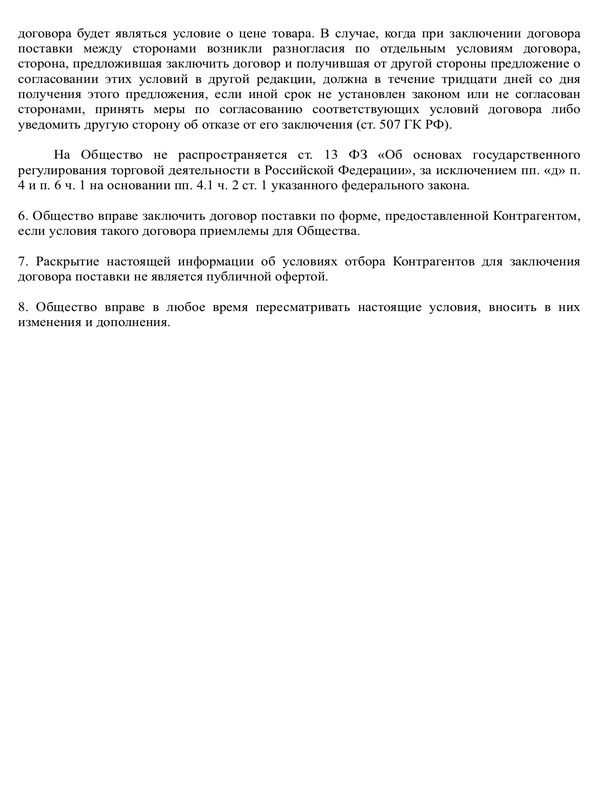 договора будет являться условие о цене товара. В случае, когда при заключении договора
поставки между сторонами возникли разногласия по отдельным условиям договора,
сторона, предложившая заключить договор и получившая от другой стороны предложение о
согласовании этих условий в другой редакции, должна в течение тридцати дней со дня
получения этого предложения, если иной срок не установлен законом или не согласован
сторонами, принять меры по согласованию соответствующих условий договора либо
уведомить другую сторону об отказе от его заключения (ст. 507 ГК РФ).
На Общество не распространяется ст. 13 ФЗ «Об основах государственного
регулирования торговой деятельности в Российской Федерации», за исключением пп. «д» п.
4 и п. 6 ч. 1 на основании пп. 4.1 ч. 2 ст. 1 указанного федерального закона.
6. Общество вправе заключить договор поставки по форме, предоставленной Контрагентом,
если условия такого договора приемлемы для Общества.
7. Раскрытие настоящей информации об условиях отбора Контрагентов для заключения
договора поставки не является публичной офертой.
8. Общество вправе в любое время пересматривать настоящие условия, вносить в них
изменения и дополнения.